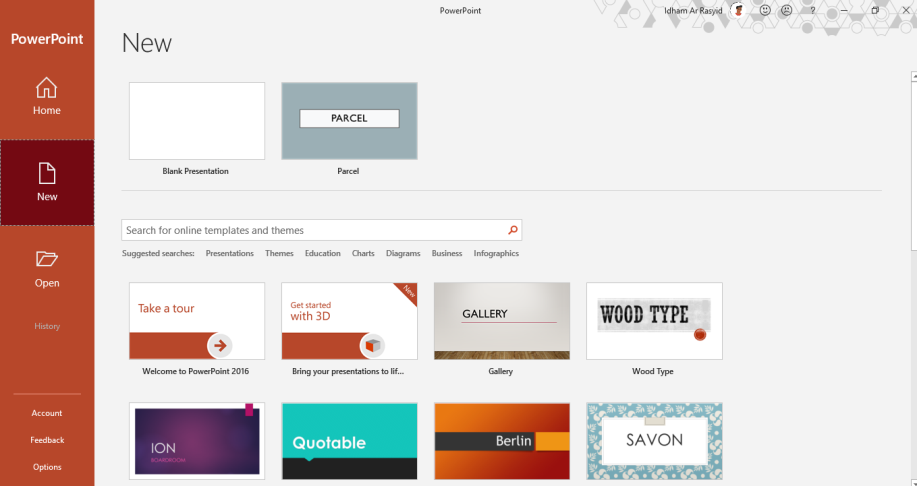 PowerPoint
Idham Ar Rasyid
?
PowerPoint
New
Home
New
Open
History
Account
Feedback
Options
PARCEL
Blank Presentation
Parcel
Search for online templates and themes
Suggested searches: Presentations Themes Education Charts Diagrams Business Infographics
Take a tour
Get started
with 3D
New
GALLERY
WOOD TYPE
Welcome to PowerPoint 2016
Bring your presentations to lif...
Gallery
Wood Type
ION
BOARDROOM
Quotable
Berlin
SAVON